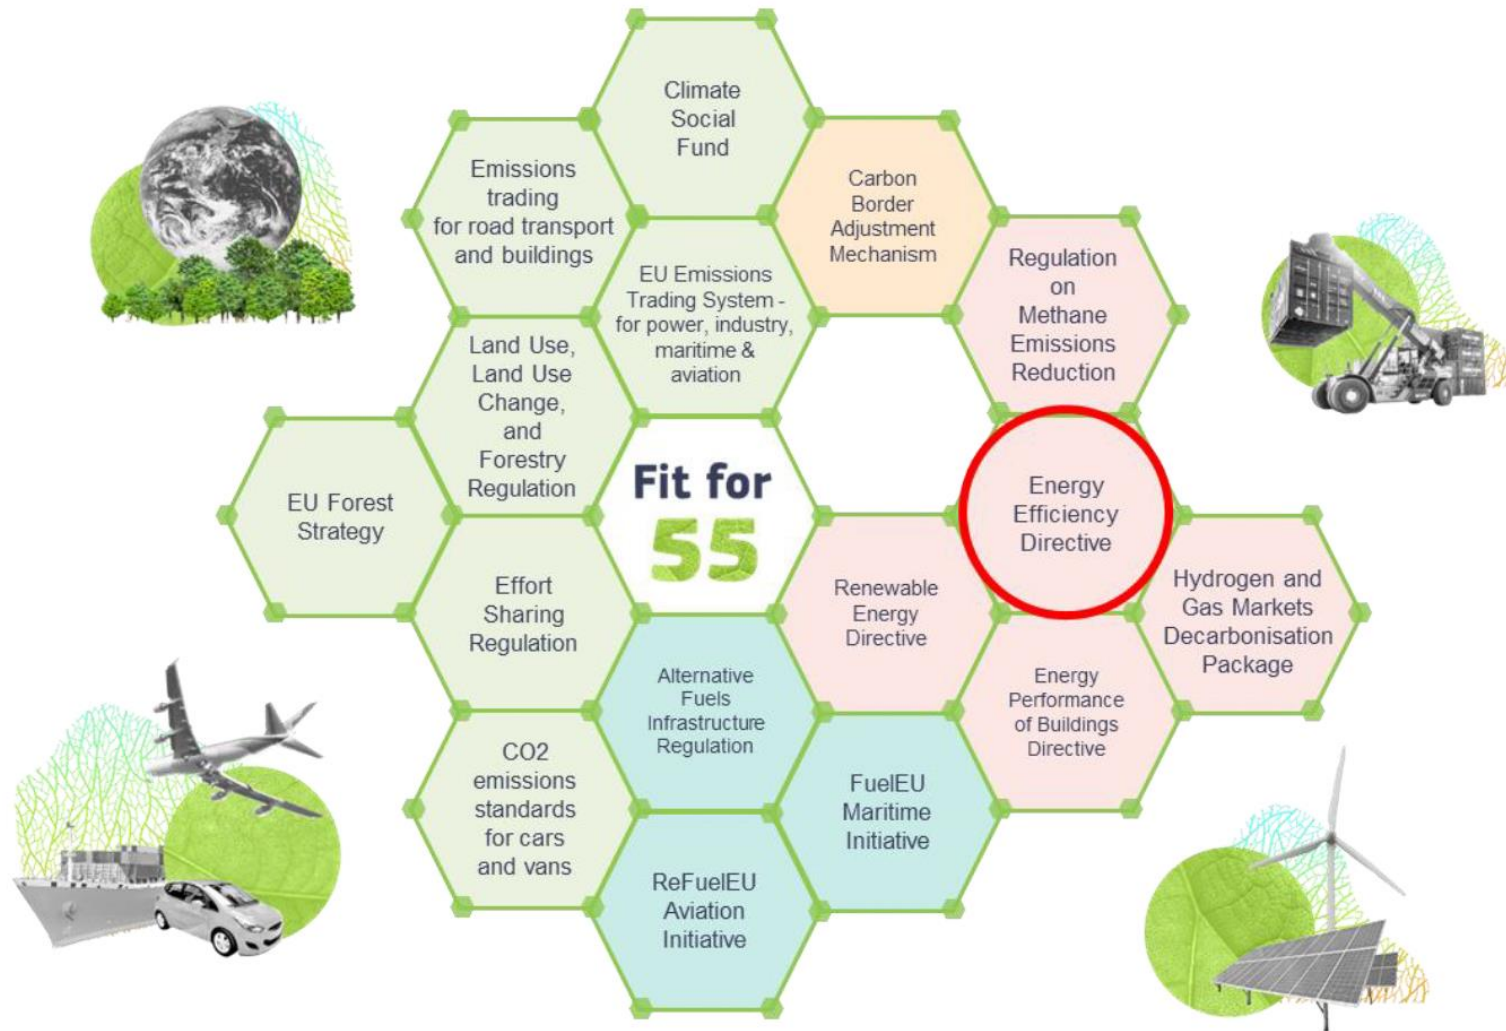 Climate
Social
Fund
Emissions
trading
for road transport
and buildings
Carbon
Border
Adjustment
Mechanism
EU Emissions
Trading System -
for power, industry,
maritime &
aviation
Regulation
on
Methane
Emissions
Reduction
Land Use,
Land Use
Change,
and
Forestry
Regulation
EU Forest
Strategy
Fit for
55
Energy
Efficiency
Directive
Effort
Sharing
Regulation
Renewable
Energy
Directive
Hydrogen and
Gas Markets
Decarbonisation
Package
Alternative
Fuels
Infrastructure
Regulation
Energy
Performance
of Buildings
Directive
CO2
emissions
standards
for cars
and vans
FuelEU
Maritime
Initiative
ReFuelEU
Aviation
Initiative